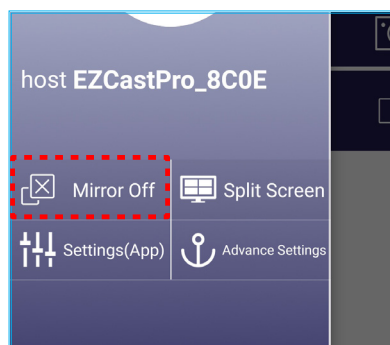 host EZCastPro_8C0E
Mirror Off
Split Screen
Settings(App)
Advance Settings